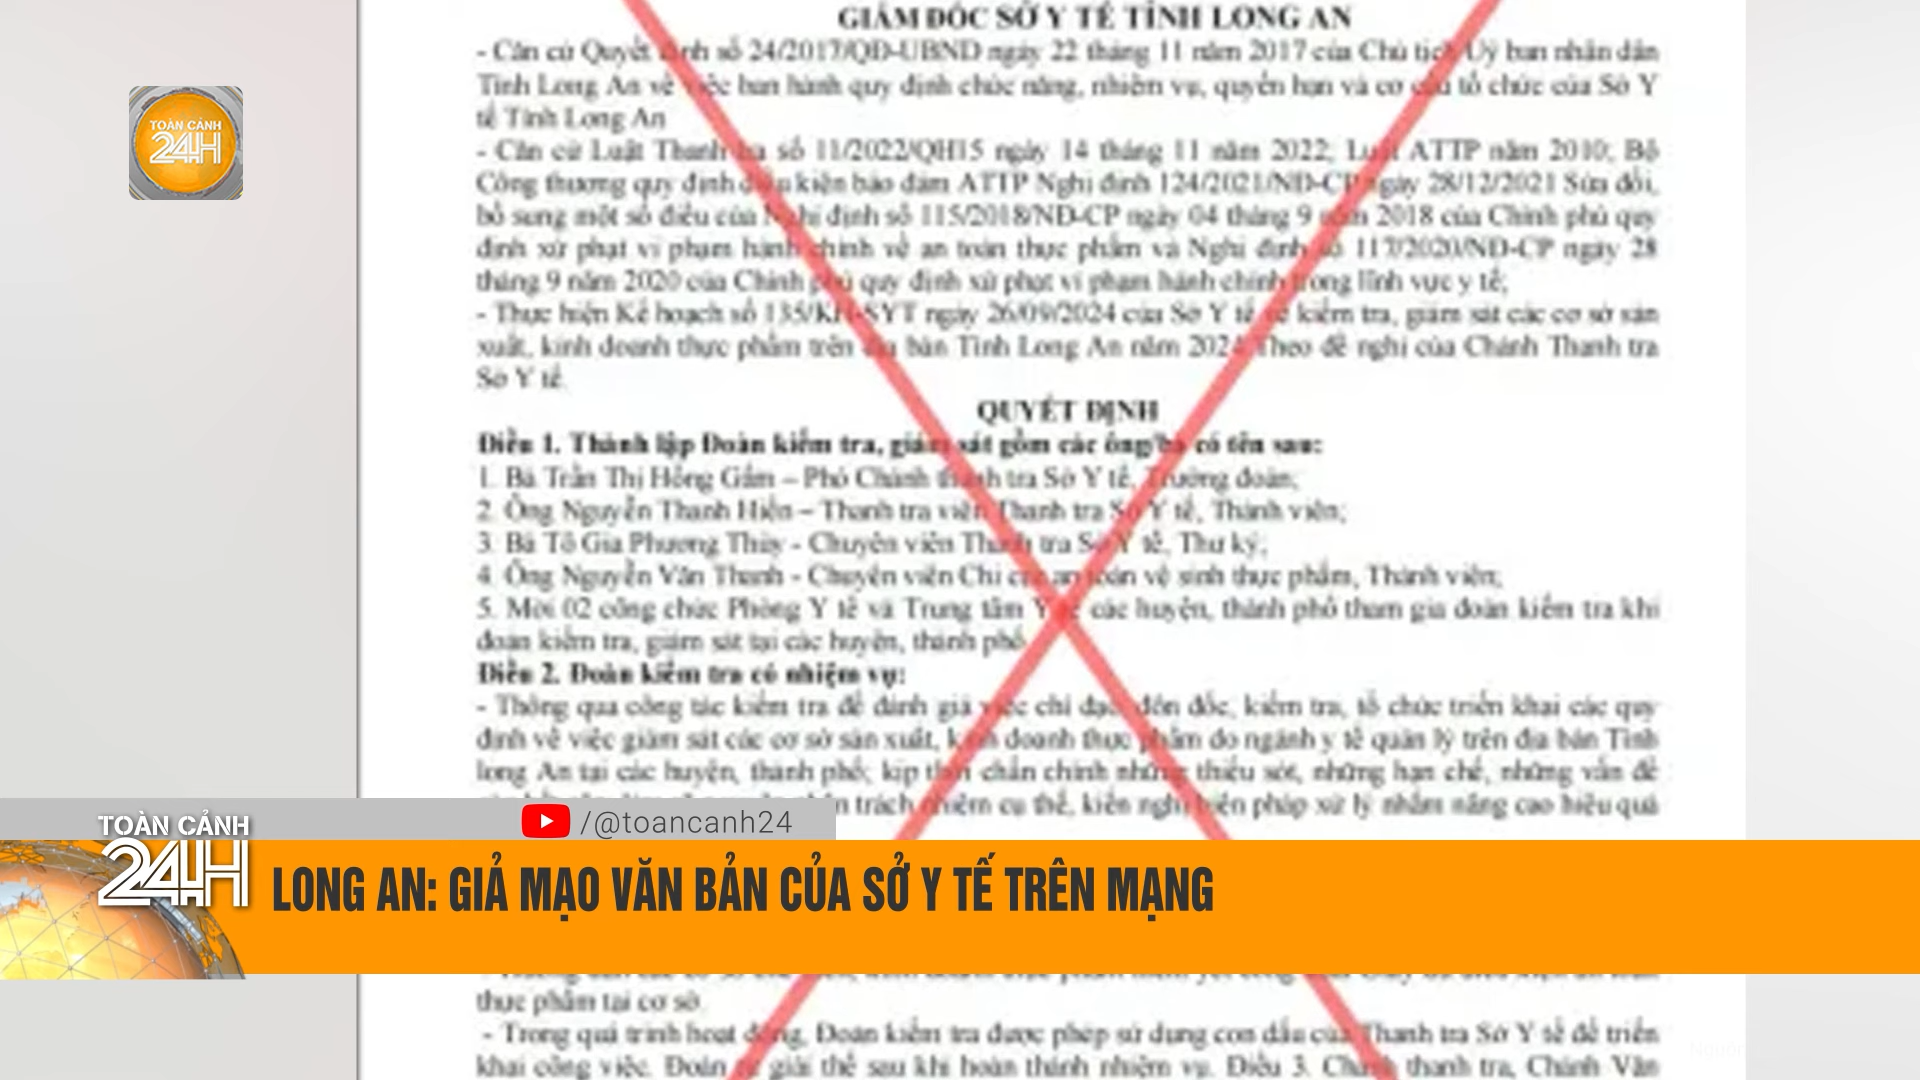 GIÁM ĐỐC SỞ Y TẾ TỈNH LONG AN
- Căn cứ Quyết định số 24/2017/QĐ-UBND ngày 22 tháng 11 năm 2017 của Chủ tịch Uỷ ban nhân dân
Tỉnh Long An về việc ban hành quy định chức năng, nhiệm vụ, quyền hạn và cơ cấu tổ chức của Sở Y
tế Tỉnh Long An
TOÀN CẢNH
24H
- Căn cứ Luật Thanh tra số 11/2022/QH15 ngày 14 tháng 11 năm 2022; Luật ATTP năm 2010; Bộ
Công thương quy định điều kiện bảo đảm ATTP Nghị định 124/2021/NĐ-CP ngày 28/12/2021 Sửa đổi,
bổ sung một số điều của Nghị định số 115/2018/NĐ-CP ngày 04 tháng 9 năm 2018 của Chính phủ quy
định xử phạt vi phạm hành chính về an toàn thực phẩm và Nghị định số 117/2020/NĐ-CP ngày 28
tháng 9 năm 2020 của Chính phủ quy định xử phạt vi phạm hành chính trong lĩnh vực y tế;
- Thực hiện Kế hoạch số 135/KH-SYT ngày 26/09/2024 của Sở Y tế về kiểm tra, giám sát các cơ sở sản
xuất, kinh doanh thực phẩm trên địa bàn Tỉnh Long An năm 2024 Theo đề nghị của Chánh Thanh tra
Sở Y tế.
QUYẾT ĐỊNH
Điều 1. Thành lập Đoàn kiểm tra, giám sát gồm các ông/bà có tên sau:
1. Bà Trần Thị Hồng Gấm – Phó Chánh thanh tra Sở Y tế, Trưởng đoàn;
2. Ông Nguyễn Thanh Hiền – Thanh tra viên Thanh tra Sở Y tế, Thành viên;
3. Bà Tô Gia Phương Thùy - Chuyên viên Thanh tra Sở Y tế, Thư ký;
4. Ông Nguyễn Văn Thanh - Chuyên viên Chi cục an toàn vệ sinh thực phẩm, Thành viên;
5. Mời 02 công chức Phòng Y tế và Trung tâm Y tế các huyện, thành phố tham gia đoàn kiểm tra khi
đoàn kiểm tra, giám sát tại các huyện, thành phố.
Điều 2. Đoàn kiểm tra có nhiệm vụ:
- Thông qua công tác kiểm tra để đánh giá việc chỉ đạo, đôn đốc, kiểm tra, tổ chức triển khai các quy
định về việc giám sát các cơ sở sản xuất, kinh doanh thực phẩm do ngành y tế quản lý trên địa bàn Tỉnh
long An tại các huyện, thành phố; kịp thời chấn chỉnh những thiếu sót, những hạn chế, những vấn đề
trách nhiệm cụ thể, kiến nghị biện pháp xử lý nhằm nâng cao hiệu quả
/@toancanh24
TOÀN CẢNH
24H
LONG AN: GIẢ MẠO VĂN BẢN CỦA SỞ Y TẾ TRÊN MẠNG
thực phẩm tại cơ sở.
- Trong quá trình hoạt động, Đoàn kiểm tra được phép sử dụng con dấu của Thanh tra Sở Y tế để triển
khai công việc. Đoàn tự giải thể sau khi hoàn thành nhiệm vụ. Điều 3. Chánh thanh tra, Chánh Văn